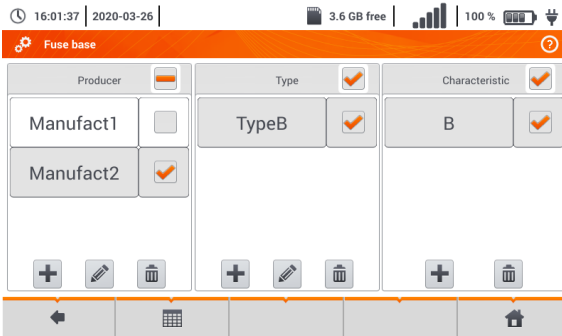 16:01:37 2020-03-26 3.6 GB free 100 %
Fuse base ?
Producer Type Characteristic
Manufact1 TypeB B
Manufact2